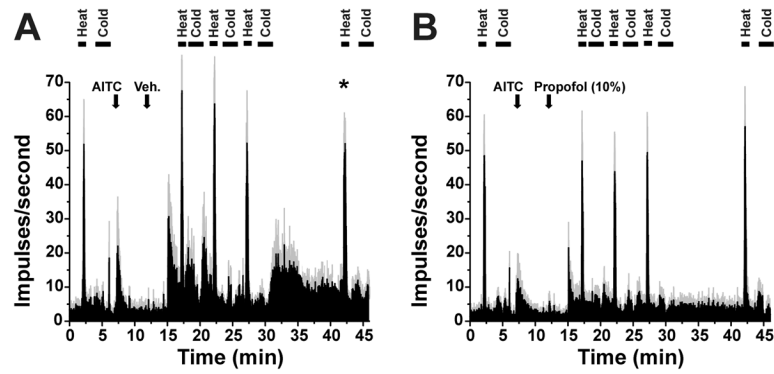 A
Heat
Cold
Heat
Cold
Heat
Cold
Heat
Cold
Heat
Cold
AITC
Veh.
*
Impulses/second
70
60
50
40
30
20
10
0
0 5 10 15 20 25 30 35 40 45
Time (min)
B
Heat
Cold
Heat
Cold
Heat
Cold
Heat
Cold
Heat
Cold
AITC
Propofol (10%)
Impulses/second
70
60
50
40
30
20
10
0
0 5 10 15 20 25 30 35 40 45
Time (min)